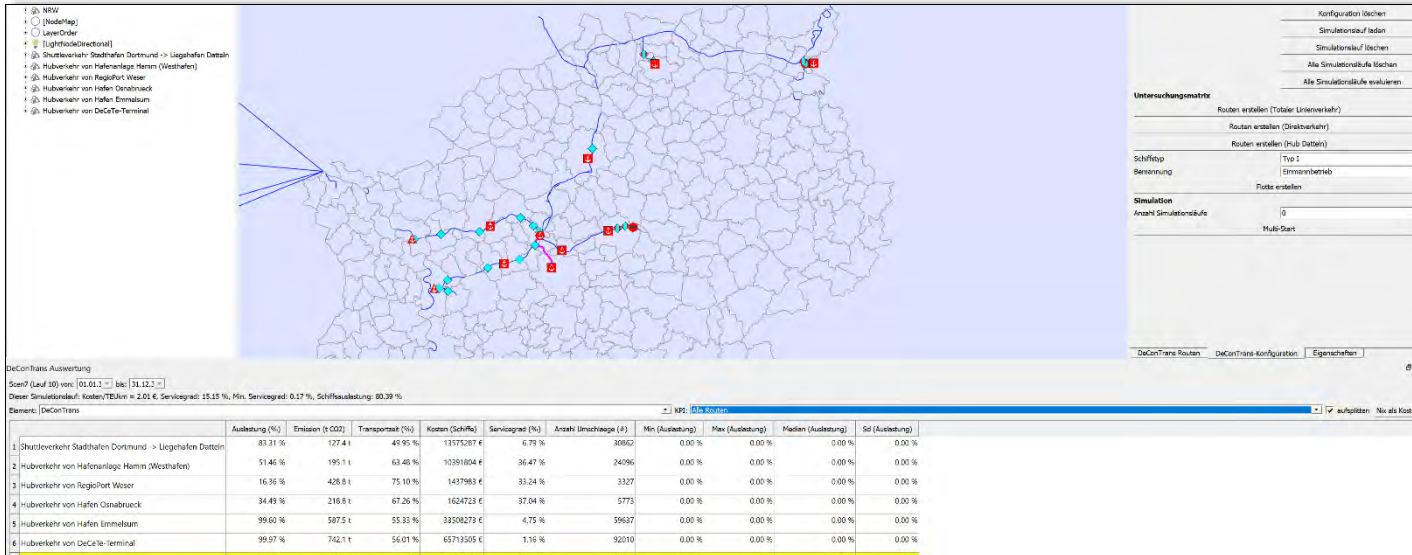 NRW
[NodeMap]
LayerOrder
[LightNodeDirectional]
Shuttleverkehr Stadthafen Dortmund -> Liegehafen Datteln
Hubverkehr von Hafenanlage Hamm (Westhafen)
Hubverkehr von RegioPort Weser
Hubverkehr von Hafen Osnabrueck
Hubverkehr von Hafen Emmelsum
Hubverkehr von DeCeTe-Terminal
Konfiguration löschen
Simulationslauf laden
Simulationslauf löschen
Alle Simulationsläufe löschen
Alle Simulationsläufe evaluieren
Untersuchungsmatrix
Routen erstellen (Totaler Linienverkehr)
Routen erstellen (Direktverkehr)
Routen erstellen (Hub Datteln)
Schiffstyp Typ 1
Bemannung Einmannbetrieb
Flotte erstellen
Simulation
Anzahl Simulationsläufe 0
Multi-Start
DeConTrans Routen DeConTrans-Konfiguration Eigenschaften
DeConTrans Auswertung
Scen7 (Lauf 10) von: 01.01.3 bis: 31.12.3
Dieser Simulationslauf: Kosten/TEUkm = 2.01 €, Servicegrad: 15.15 %, Min. Servicegrad: 0.17 %, Schiffsauslastung: 80.39 %
Element: DeConTrans KPI: Alle Routen aufsplitten Nix als Kost
Auslastung (%) Emission (t CO2) Transportzeit (%) Kosten (Schiffe) Servicegrad (%) Anzahl Umschlaege (#) Min (Auslastung) Max (Auslastung) Median (Auslastung) Sd (Auslastung)
1 Shuttleverkehr Stadthafen Dortmund -> Liegehafen Datteln 83.31 % 127.4 t 49.95 % 13575287 € 6.79 % 30862 0.00 % 0.00 % 0.00 % 0.00 %
2 Hubverkehr von Hafenanlage Hamm (Westhafen) 51.46 % 195.1 t 63.48 % 10391804 € 36.47 % 24096 0.00 % 0.00 % 0.00 % 0.00 %
3 Hubverkehr von RegioPort Weser 16.36 % 428.8 t 75.10 % 1437983 € 33.24 % 3327 0.00 % 0.00 % 0.00 % 0.00 %
4 Hubverkehr von Hafen Osnabrueck 34.49 % 218.8 t 67.26 % 1624723 € 37.04 % 5773 0.00 % 0.00 % 0.00 % 0.00 %
5 Hubverkehr von Hafen Emmelsum 99.60 % 587.5 t 55.33 % 33508273 € 4.75 % 59637 0.00 % 0.00 % 0.00 % 0.00 %
6 Hubverkehr von DeCeTe-Terminal 99.97 % 742.1 t 56.01 % 65713505 € 1.16 % 92010 0.00 % 0.00 % 0.00 % 0.00 %